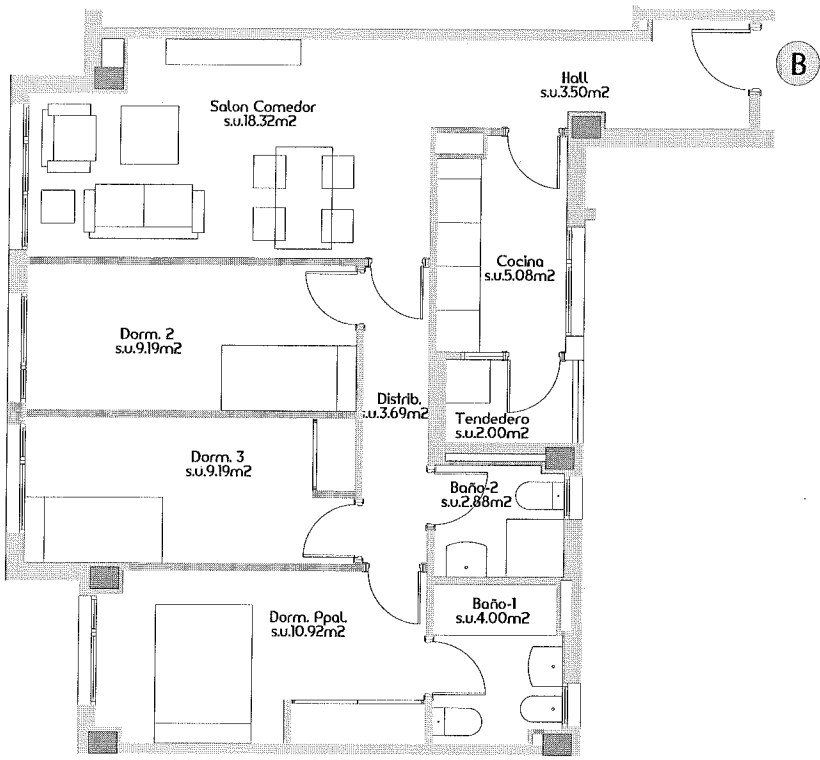 B
Hall
s.u.3.50m2
Salon Comedor
s.u.18.32m2
Cocina
s.u.5.08m2
Dorm. 2
s.u.9.19m2
Distrib.
s.u.3.69m2
Tendedero
s.u.2.00m2
Dorm. 3
s.u.9.19m2
Baño-2
s.u.2.88m2
Baño-1
s.u.4.00m2
Dorm. Ppal.
s.u.10.92m2